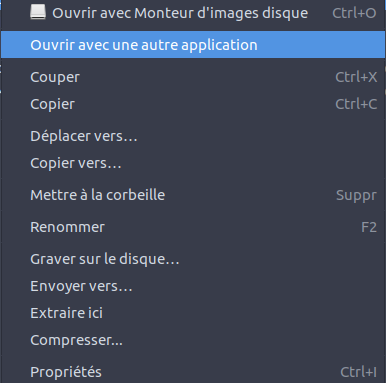 Ouvrir avec Monteur d'images disque Ctrl+O
Ouvrir avec une autre application
Couper Ctrl+X
Copier Ctrl+C
Déplacer vers…
Copier vers…
Mettre à la corbeille Suppr
Renommer F2
Graver sur le disque…
Envoyer vers…
Extraire ici
Compresser...
Propriétés Ctrl+I